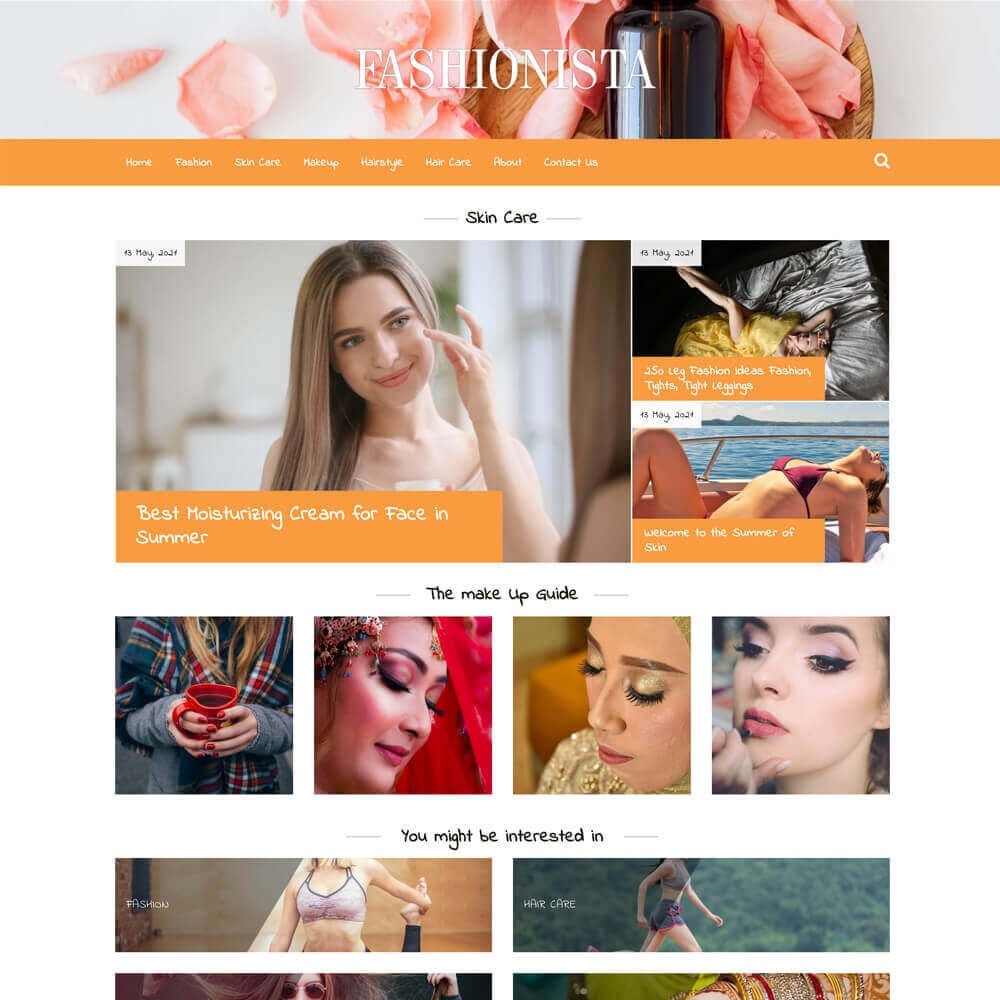 FASHIONISTA
Home Fashion Skin Care Makeup Hairstyle Hair Care About Contact Us
Skin Care
13 May, 2021
Best Moisturizing Cream for Face in
Summer
13 May, 2021
250 Leg Fashion Ideas Fashion,
Tights, Tight Leggings
13 May, 2021
Welcome to the Summer of
Skin
The make Up Guide
You might be interested in
FASHION
HAIR CARE